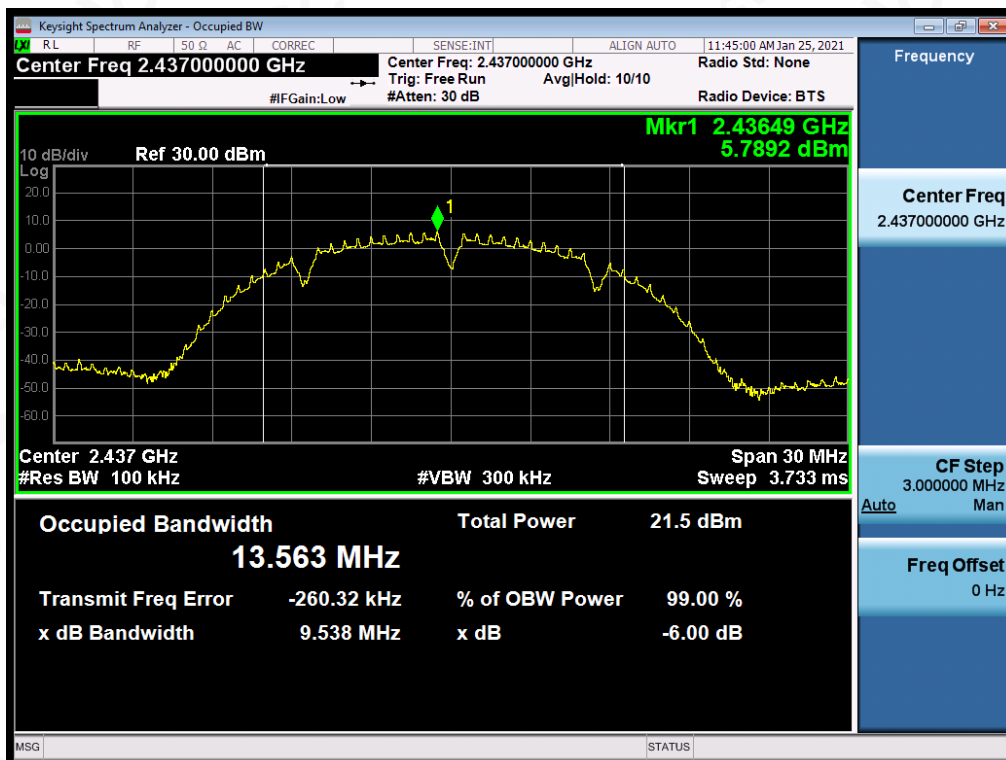 Keysight Spectrum Analyzer - Occupied BW
LXI RL RF 50 Ω AC CORREC SENSE:INT ALIGN AUTO 11:45:00 AM Jan 25, 2021
Center Freq 2.437000000 GHz
Center Freq: 2.437000000 GHz
Radio Std: None
Trig: Free Run Avg|Hold: 10/10
#IFGain:Low
#Atten: 30 dB
Radio Device: BTS
Mkr1 2.43649 GHz
5.7892 dBm
10 dB/div Ref 30.00 dBm
Log
20.0
10.0
0.00
-10.0
-20.0
-30.0
-40.0
-50.0
-60.0
1
Center 2.437 GHz
Span 30 MHz
#Res BW 100 kHz
#VBW 300 kHz
Sweep 3.733 ms
Occupied Bandwidth
13.563 MHz
Total Power 21.5 dBm
Transmit Freq Error -260.32 kHz
% of OBW Power 99.00 %
x dB Bandwidth 9.538 MHz
x dB -6.00 dB
Frequency
Center Freq
2.437000000 GHz
CF Step
3.000000 MHz
Auto Man
Freq Offset
0 Hz
MSG
STATUS